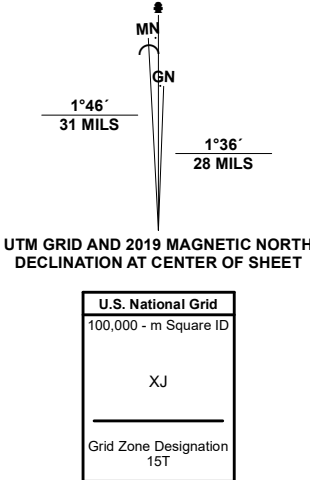 MN
GN
1°46´
31 MILS
1°36´
28 MILS
UTM GRID AND 2019 MAGNETIC NORTH
DECLINATION AT CENTER OF SHEET
U.S. National Grid
100,000 - m Square ID
XJ
Grid Zone Designation
15T